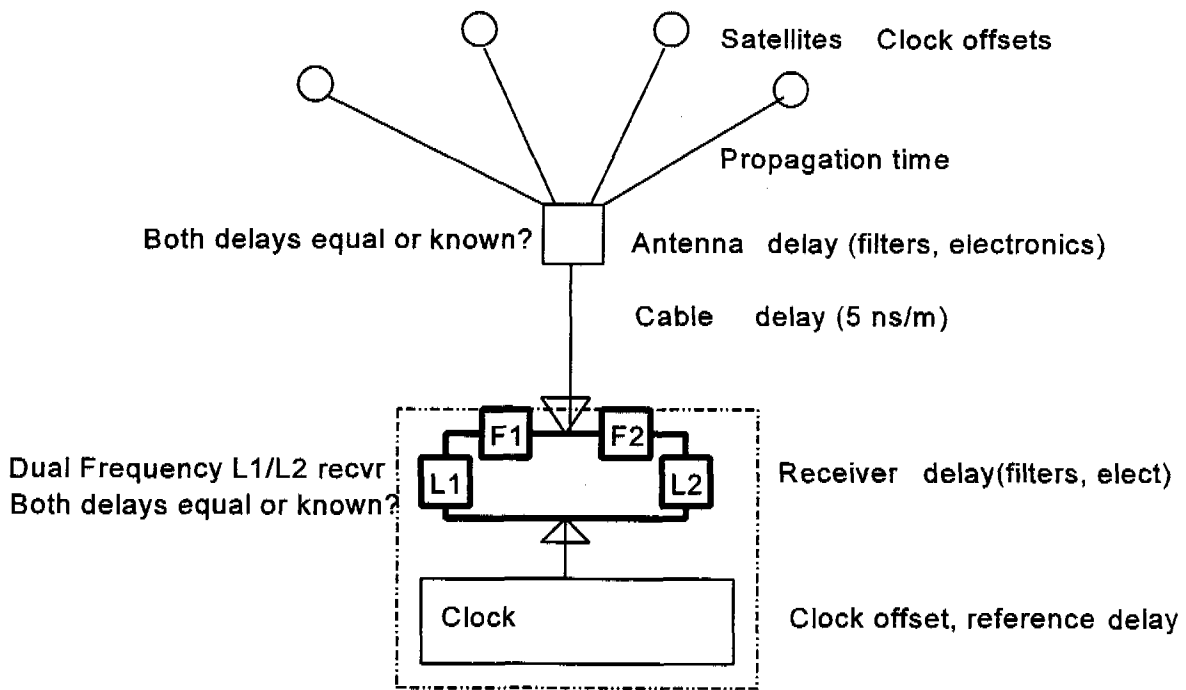 Satellites Clock offsets
Propagation time
Both delays equal or known?
Antenna delay (filters, electronics)
Cable delay (5 ns/m)
F1
F2
Dual Frequency L1/L2 recvr
Both delays equal or known?
L1
L2
Receiver delay(filters, elect)
Clock
Clock offset, reference delay